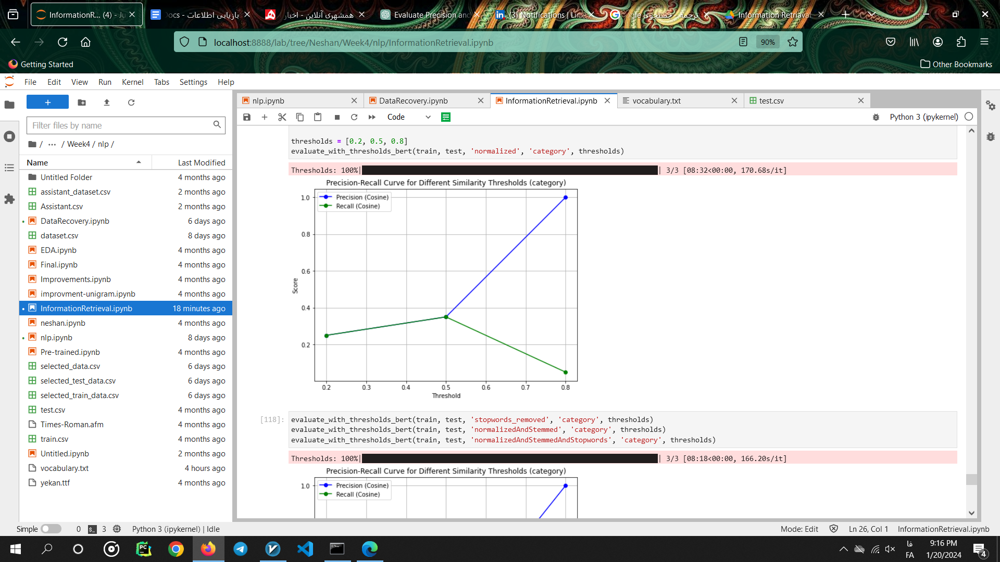 InformationR... (4) - Ju
بازیابی اطلاعات - Docs
همشهری آنلاین - اخبار
Evaluate Precision and
(3) Notifications | Link
ترجمه - جستجوی Google
Information Retrieval
localhost:8888/lab/tree/Neshan/Week4/nlp/InformationRetrieval.ipynb
90%
Getting Started
Other Bookmarks
File Edit View Run Kernel Tabs Settings Help
nlp.ipynb
DataRecovery.ipynb
InformationRetrieval.ipynb
vocabulary.txt
test.csv
Code
Python 3 (ipykernel)
Filter files by name
/ ... / Week4 / nlp /
Name Last Modified
Untitled Folder 4 months ago
assistant_dataset.csv 2 months ago
Assistant.csv 2 months ago
DataRecovery.ipynb 6 days ago
dataset.csv 8 days ago
EDA.ipynb 4 months ago
Final.ipynb 4 months ago
Improvements.ipynb 4 months ago
improvment-unigram.ipynb 4 months ago
InformationRetrieval.ipynb 18 minutes ago
neshan.ipynb 4 months ago
nlp.ipynb 8 days ago
Pre-trained.ipynb 4 months ago
selected_data.csv 6 days ago
selected_test_data.csv 6 days ago
selected_train_data.csv 6 days ago
test.csv 4 months ago
Times-Roman.afm 4 months ago
train.csv 4 months ago
Untitled.ipynb 2 months ago
vocabulary.txt 4 hours ago
yekan.ttf 4 months ago
thresholds = [0.2, 0.5, 0.8]
evaluate_with_thresholds_bert(train, test, 'normalized', 'category', thresholds)
Thresholds: 100%| | 3/3 [08:32<00:00, 170.68s/it]
Precision-Recall Curve for Different Similarity Thresholds (category)
Precision (Cosine)
Recall (Cosine)
1.0
0.8
0.6
0.4
0.2
Score
0.2 0.3 0.4 0.5 0.6 0.7 0.8
Threshold
[118]:
evaluate_with_thresholds_bert(train, test, 'stopwords_removed', 'category', thresholds)
evaluate_with_thresholds_bert(train, test, 'normalizedAndStemmed', 'category', thresholds)
evaluate_with_thresholds_bert(train, test, 'normalizedAndStemmedAndStopwords', 'category', thresholds)
Thresholds: 100%| | 3/3 [08:18<00:00, 166.20s/it]
Precision-Recall Curve for Different Similarity Thresholds (category)
Precision (Cosine)
Recall (Cosine)
1.0
Simple 0 3 Python 3 (ipykernel) | Idle
Mode: Edit Ln 26, Col 1 InformationRetrieval.ipynb
فا
FA
9:16 PM
1/20/2024
4